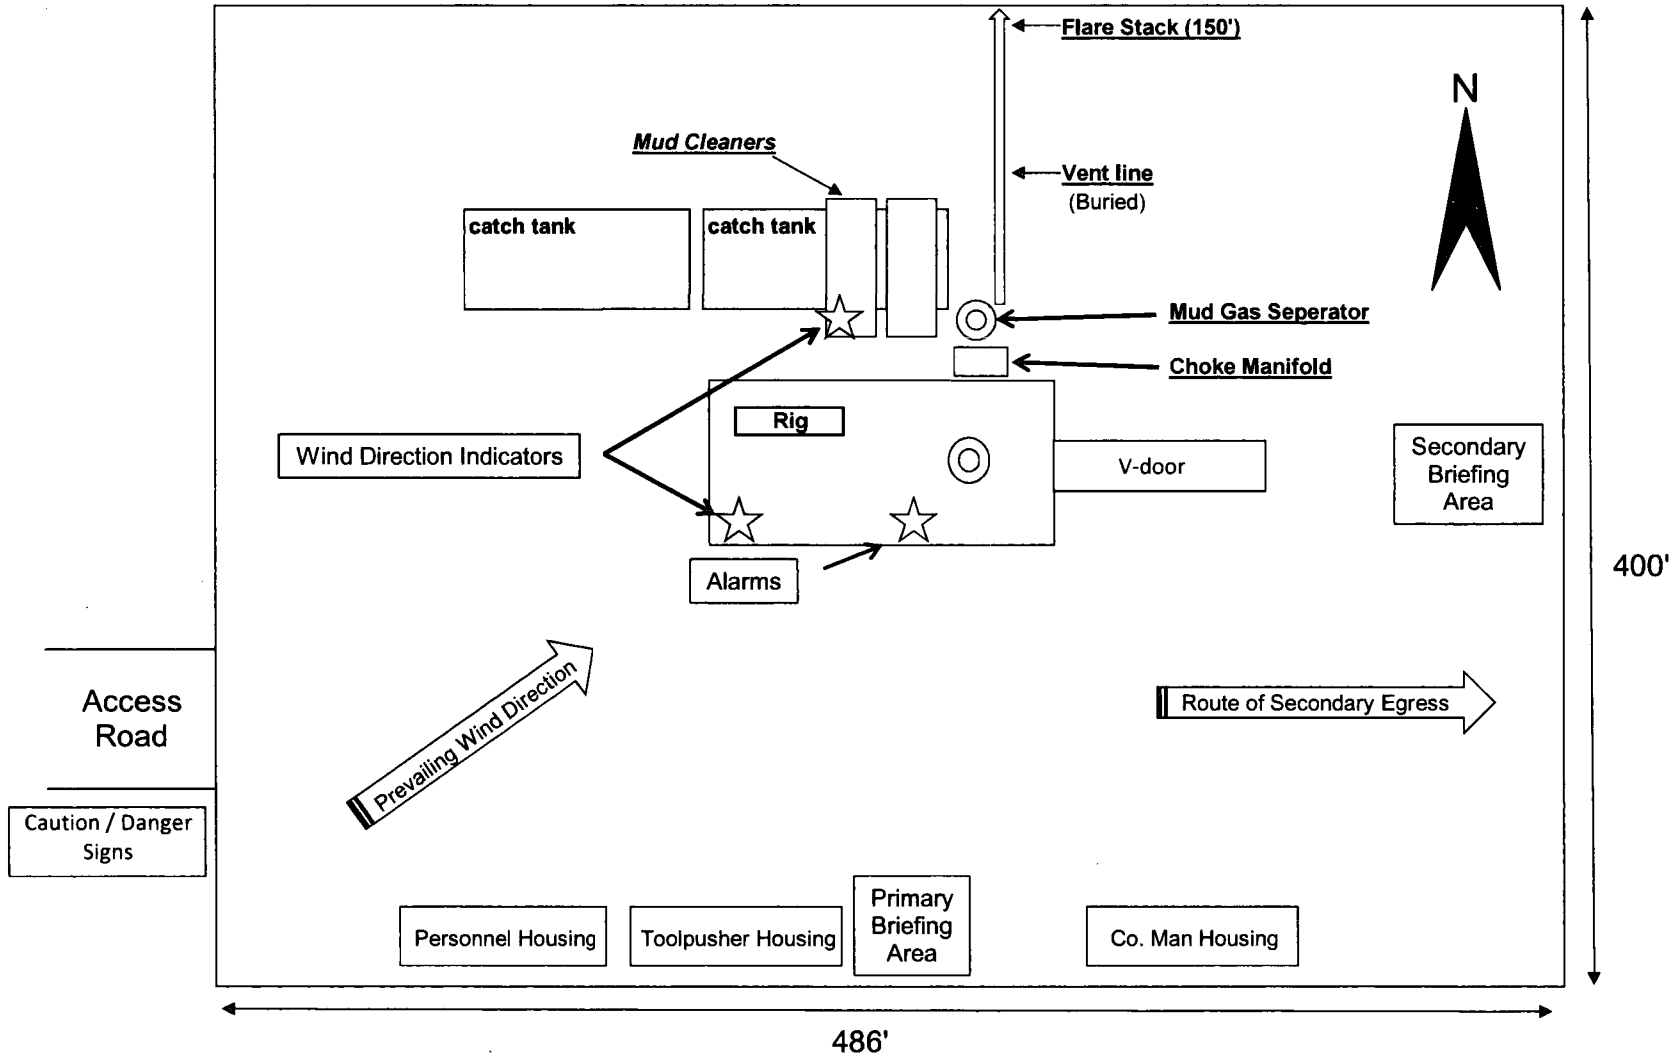 Flare Stack (150')
N
Mud Cleaners
Vent line
(Buried)
catch tank
catch tank
Mud Gas Seperator
Choke Manifold
Rig
Wind Direction Indicators
V-door
Secondary
Briefing
Area
400'
Alarms
Prevailing Wind Direction
Access
Road
Route of Secondary Egress
Caution / Danger
Signs
Personnel Housing
Toolpusher Housing
Primary
Briefing
Area
Co. Man Housing
486'